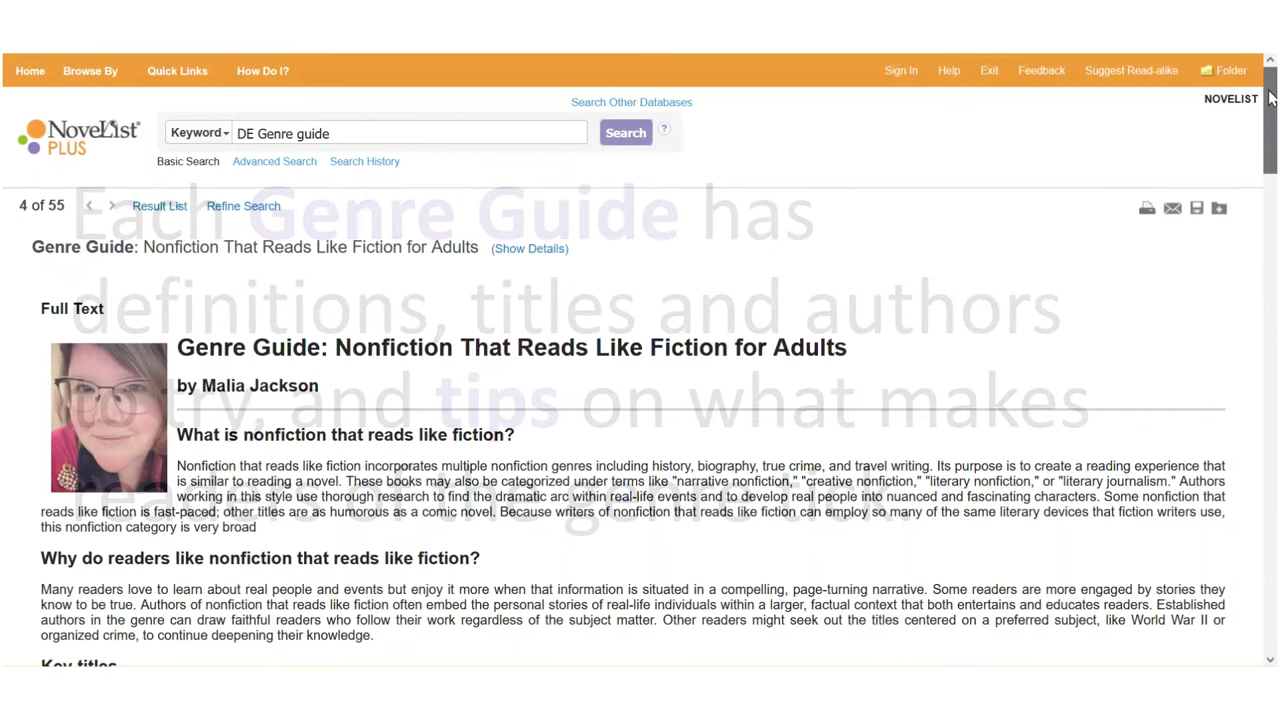 Home Browse By Quick Links How Do I? Sign In Help Exit Feedback Suggest Read-alike Folder
Search Other Databases NOVELIST
NoveList PLUS
Keyword DE Genre guide Search ?
Basic Search Advanced Search Search History
Each Genre Guide has
4 of 55 Result List Refine Search
Genre Guide: Nonfiction That Reads Like Fiction for Adults (Show Details)
definitions, titles and authors
Full Text
Genre Guide: Nonfiction That Reads Like Fiction for Adults
by Malia Jackson
to try, and tips on what makes
What is nonfiction that reads like fiction?
Nonfiction that reads like fiction incorporates multiple nonfiction genres including history, biography, true crime, and travel writing. Its purpose is to create a reading experience that
is similar to reading a novel. These books may also be categorized under terms like "narrative nonfiction," "creative nonfiction," "literary nonfiction," or "literary journalism." Authors
working in this style use thorough research to find the dramatic arc within real-life events and to develop real people into nuanced and fascinating characters. Some nonfiction that
readers of the genre tick.
reads like fiction is fast-paced; other titles are as humorous as a comic novel. Because writers of nonfiction that reads like fiction can employ so many of the same literary devices that fiction writers use,
this nonfiction category is very broad
Why do readers like nonfiction that reads like fiction?
Many readers love to learn about real people and events but enjoy it more when that information is situated in a compelling, page-turning narrative. Some readers are more engaged by stories they
know to be true. Authors of nonfiction that reads like fiction often embed the personal stories of real-life individuals within a larger, factual context that both entertains and educates readers. Established
authors in the genre can draw faithful readers who follow their work regardless of the subject matter. Other readers might seek out the titles centered on a preferred subject, like World War II or
organized crime, to continue deepening their knowledge.
Key titles